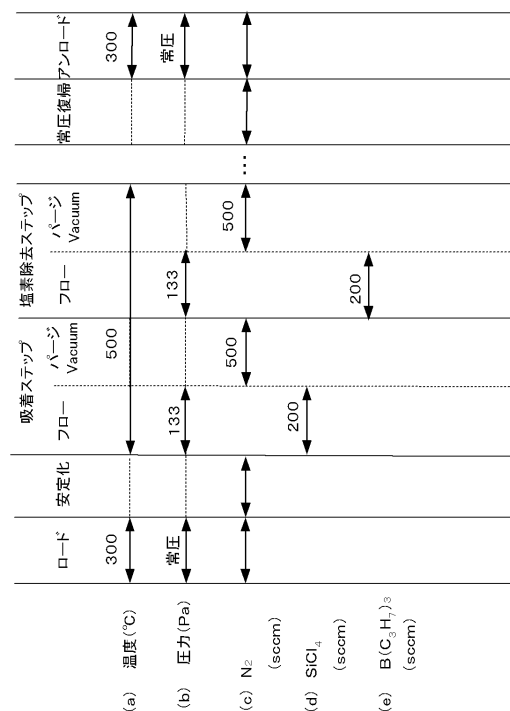 吸着ステップ 塩素除去ステップ
ロード 安定化 フロー パージ フロー パージ 常圧復帰 アンロード
Vacuum Vacuum
(a) 温度(℃) 300 500 300
(b) 圧力(Pa) 常圧 133 133 常圧
(c) N2 500 500 …
(sccm)
(d) SiCl4 200
(sccm)
(e) B(C3H7)3 200
(sccm)